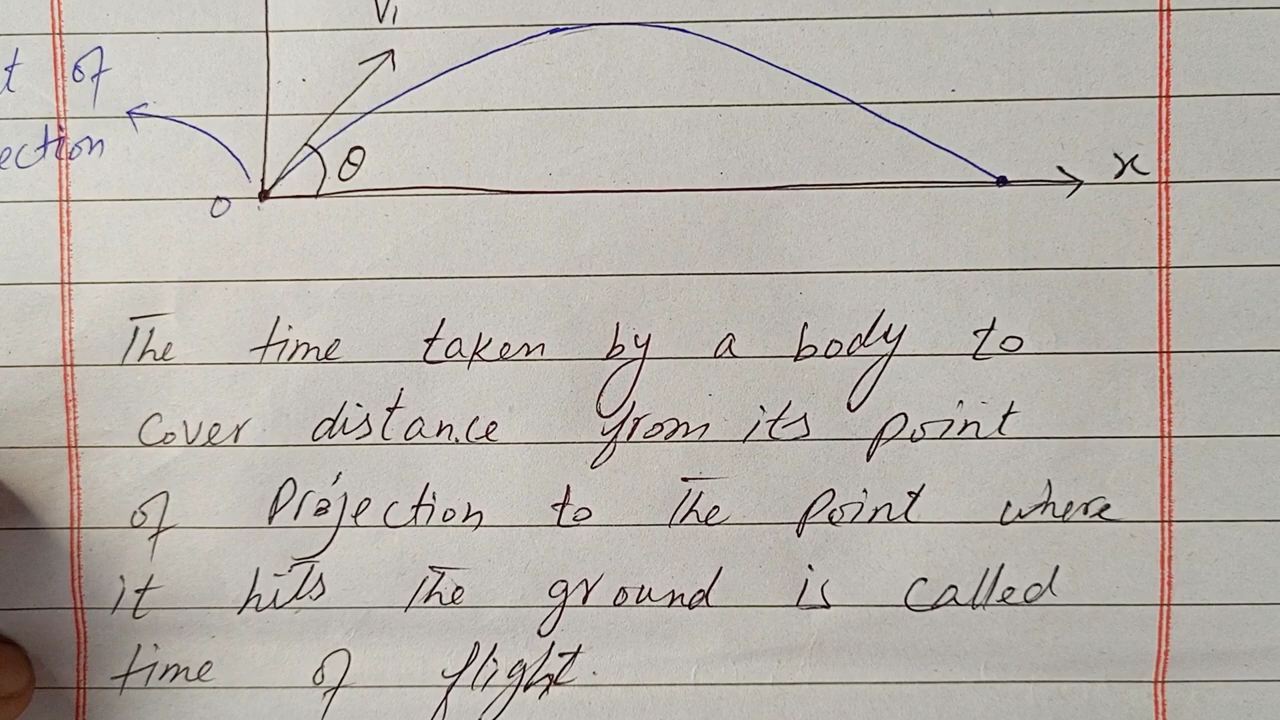 Vi
t of
ection
θ
x
o
The time taken by a body to
cover distance from its point
of Projection to the point where
it hits the ground is called
time of flight.